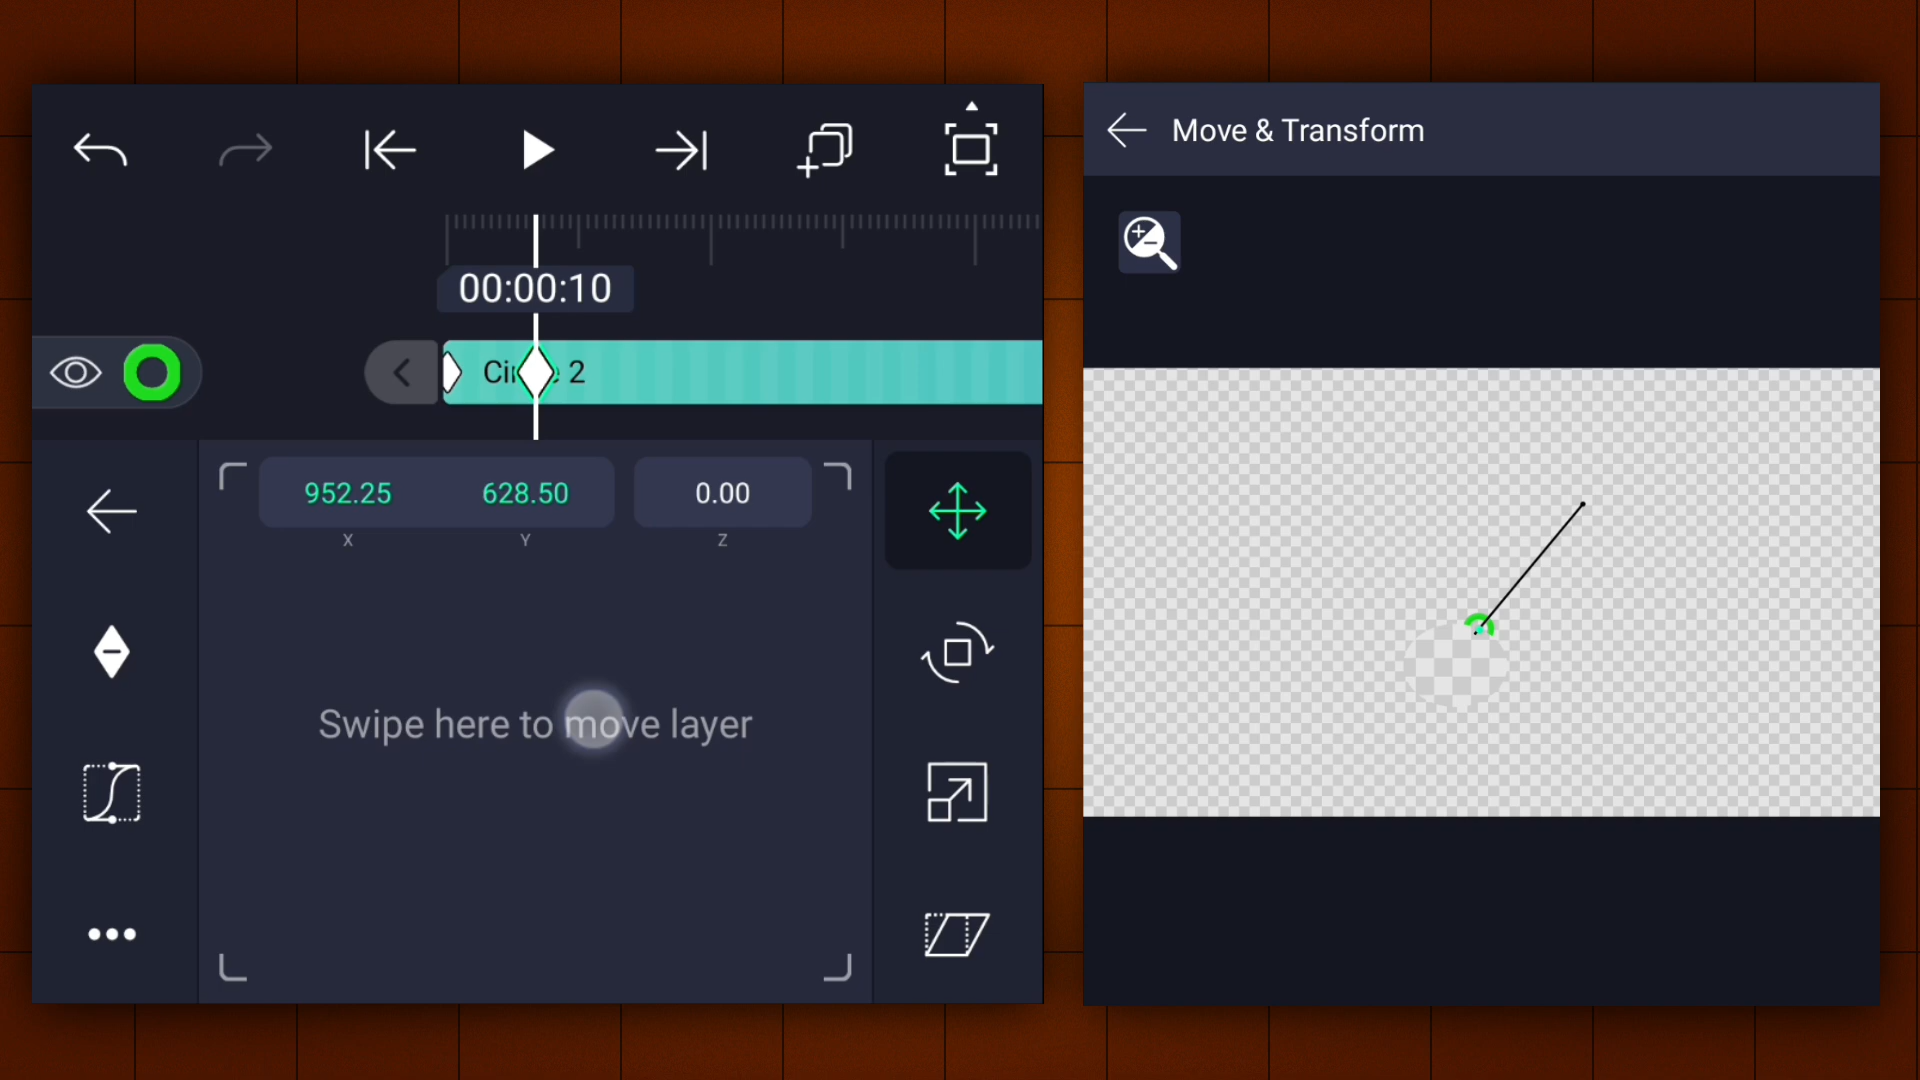 Move & Transform
00:00:10
Circle 2
952.25 628.50 0.00
X Y Z
Swipe here to move layer